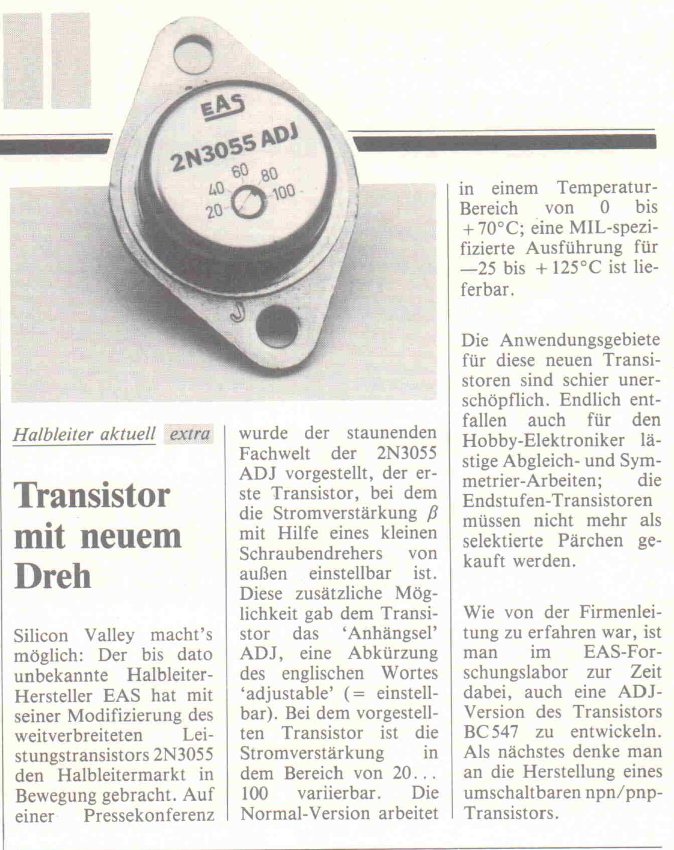 EAS
2N3055 ADJ
60
40 80
20 100
J
in einem Temperatur-
Bereich von 0 bis
+70°C; eine MIL-spezi-
fizierte Ausführung für
—25 bis +125°C ist lie-
ferbar.
Die Anwendungsgebiete
für diese neuen Transi-
storen sind schier uner-
schöpflich. Endlich ent-
fallen auch für den
Hobby-Elektroniker lä-
stige Abgleich- und Sym-
metrier-Arbeiten; die
Endstufen-Transistoren
müssen nicht mehr als
selektierte Pärchen ge-
kauft werden.
Wie von der Firmenlei-
tung zu erfahren war, ist
man im EAS-For-
schungslabor zur Zeit
dabei, auch eine ADJ-
Version des Transistors
BC547 zu entwickeln.
Als nächstes denke man
an die Herstellung eines
umschaltbaren npn/pnp-
Transistors.
Halbleiter aktuell extra
Transistor
mit neuem
Dreh
Silicon Valley macht's
möglich: Der bis dato
unbekannte Halbleiter-
Hersteller EAS hat mit
seiner Modifizierung des
weitverbreiteten Lei-
stungstransistors 2N3055
den Halbleitermarkt in
Bewegung gebracht. Auf
einer Pressekonferenz
wurde der staunenden
Fachwelt der 2N3055
ADJ vorgestellt, der er-
ste Transistor, bei dem
die Stromverstärkung β
mit Hilfe eines kleinen
Schraubendrehers von
außen einstellbar ist.
Diese zusätzliche Mög-
lichkeit gab dem Transi-
stor das 'Anhängsel'
ADJ, eine Abkürzung
des englischen Wortes
'adjustable' (= einstell-
bar). Bei dem vorgestell-
ten Transistor ist die
Stromverstärkung in
dem Bereich von 20...
100 variierbar. Die
Normal-Version arbeitet